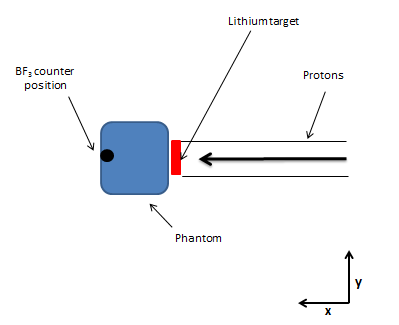 Lithium target
BF₃ counter
position
Protons
Phantom
y
x